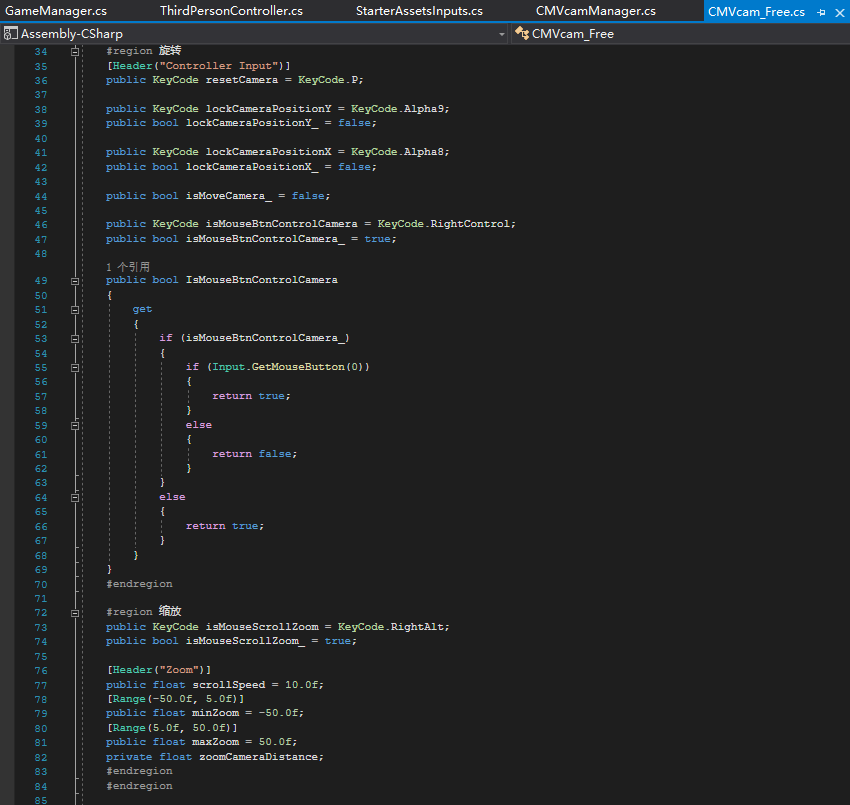 GameManager.cs ThirdPersonController.cs StarterAssetsInputs.cs CMVcamManager.cs CMVcam_Free.cs
Assembly-CSharp CMVcam_Free
34 #region 旋转
35 [Header("Controller Input")]
36 public KeyCode resetCamera = KeyCode.P;
37
38 public KeyCode lockCameraPositionY = KeyCode.Alpha9;
39 public bool lockCameraPositionY_ = false;
40
41 public KeyCode lockCameraPositionX = KeyCode.Alpha8;
42 public bool lockCameraPositionX_ = false;
43
44 public bool isMoveCamera_ = false;
45
46 public KeyCode isMouseBtnControlCamera = KeyCode.RightControl;
47 public bool isMouseBtnControlCamera_ = true;
48
1 个引用
49 public bool IsMouseBtnControlCamera
50 {
51 get
52 {
53 if (isMouseBtnControlCamera_)
54 {
55 if (Input.GetMouseButton(0))
56 {
57 return true;
58 }
59 else
60 {
61 return false;
62 }
63 }
64 else
65 {
66 return true;
67 }
68 }
69 }
70 #endregion
71
72 #region 缩放
73 public KeyCode isMouseScrollZoom = KeyCode.RightAlt;
74 public bool isMouseScrollZoom_ = true;
75
76 [Header("Zoom")]
77 public float scrollSpeed = 10.0f;
78 [Range(-50.0f, 5.0f)]
79 public float minZoom = -50.0f;
80 [Range(5.0f, 50.0f)]
81 public float maxZoom = 50.0f;
82 private float zoomCameraDistance;
83 #endregion
84 #endregion
85